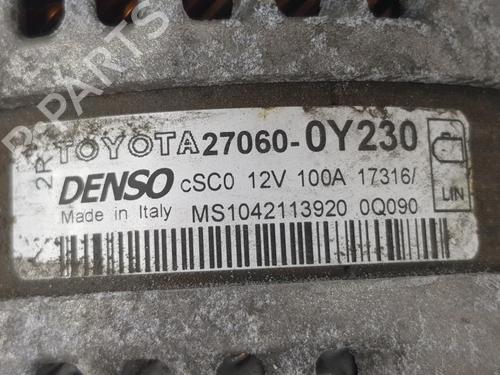 B-PARTS
2R TOYOTA 27060-0Y230
DENSO cSC0 12V 100A 17316/
LIN
Made in Italy MS1042113920 0Q090